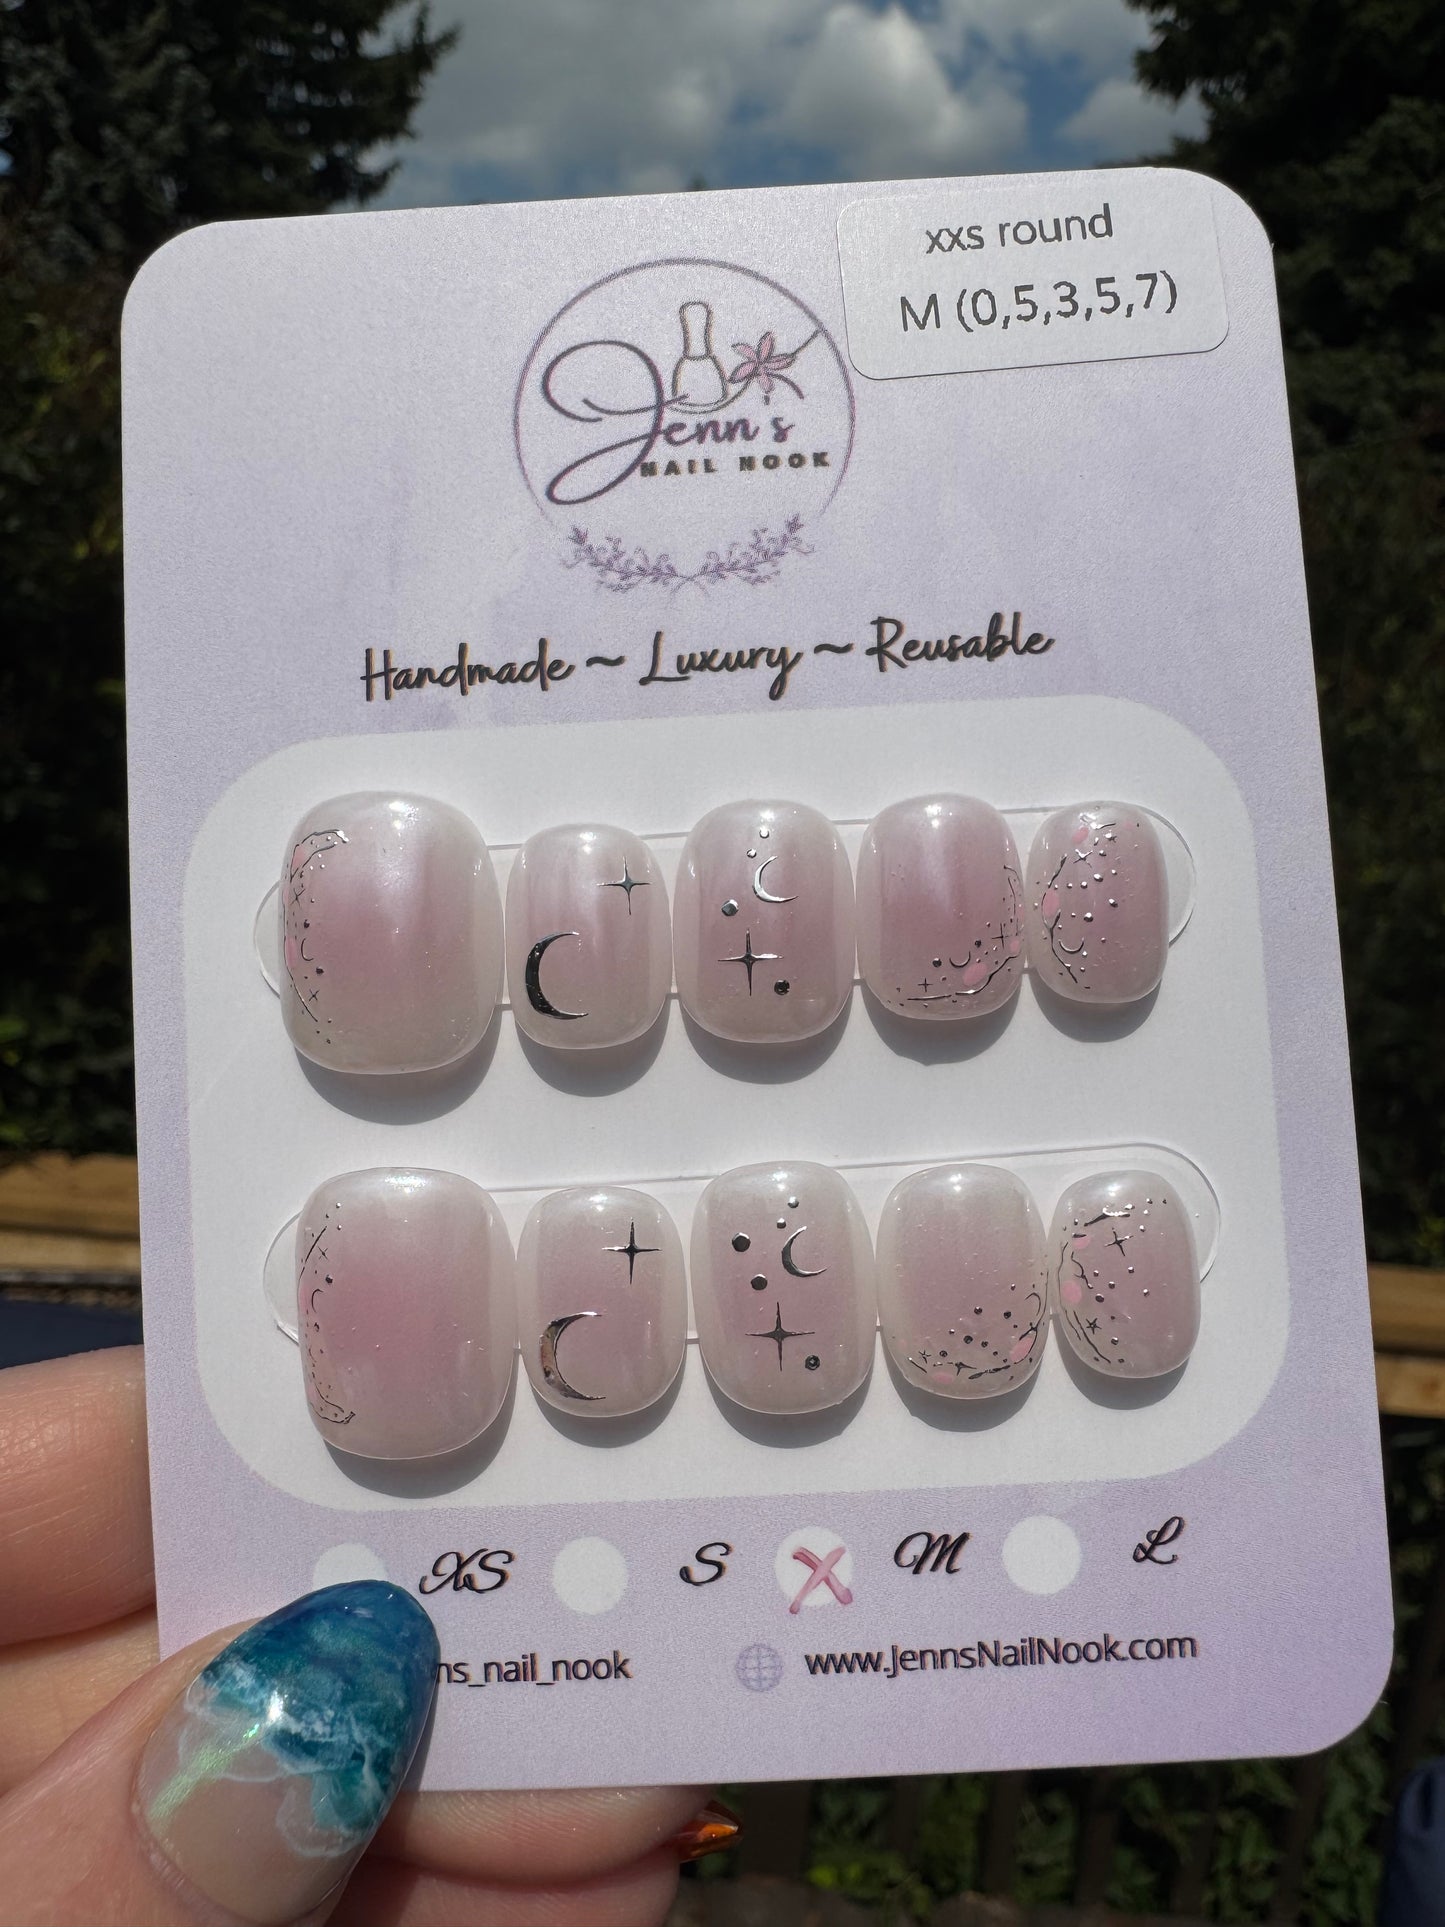 xxs round
M (0,5,3,5,7)
Jenn's
NAIL NOOK
Handmade ~ Luxury ~ Reusable
XS S M L
ns_nail_nook www.JennsNailNook.com